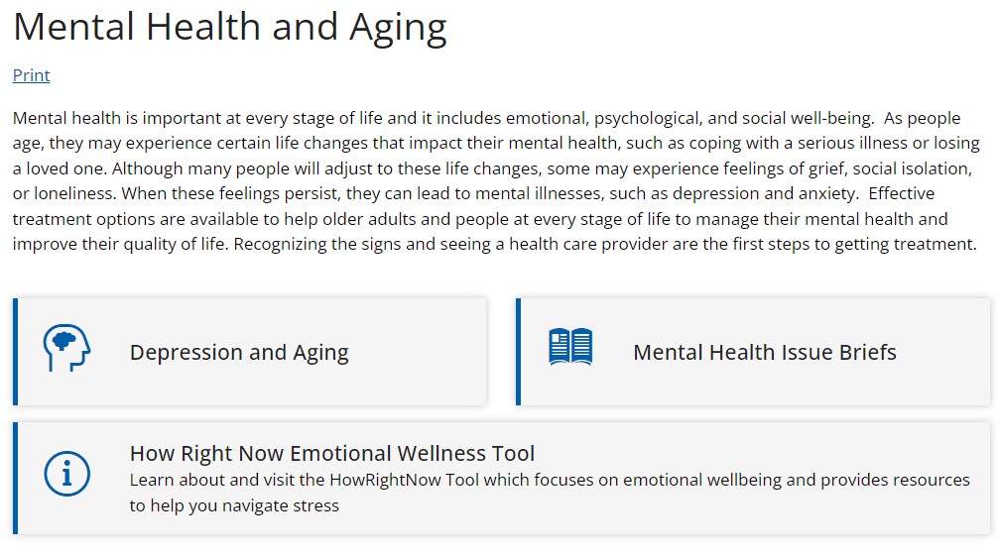 Mental Health and Aging
Print
Mental health is important at every stage of life and it includes emotional, psychological, and social well-being.  As people
age, they may experience certain life changes that impact their mental health, such as coping with a serious illness or losing
a loved one. Although many people will adjust to these life changes, some may experience feelings of grief, social isolation,
or loneliness. When these feelings persist, they can lead to mental illnesses, such as depression and anxiety.  Effective
treatment options are available to help older adults and people at every stage of life to manage their mental health and
improve their quality of life. Recognizing the signs and seeing a health care provider are the first steps to getting treatment.
Depression and Aging
Mental Health Issue Briefs
How Right Now Emotional Wellness Tool
Learn about and visit the HowRightNow Tool which focuses on emotional wellbeing and provides resources
to help you navigate stress